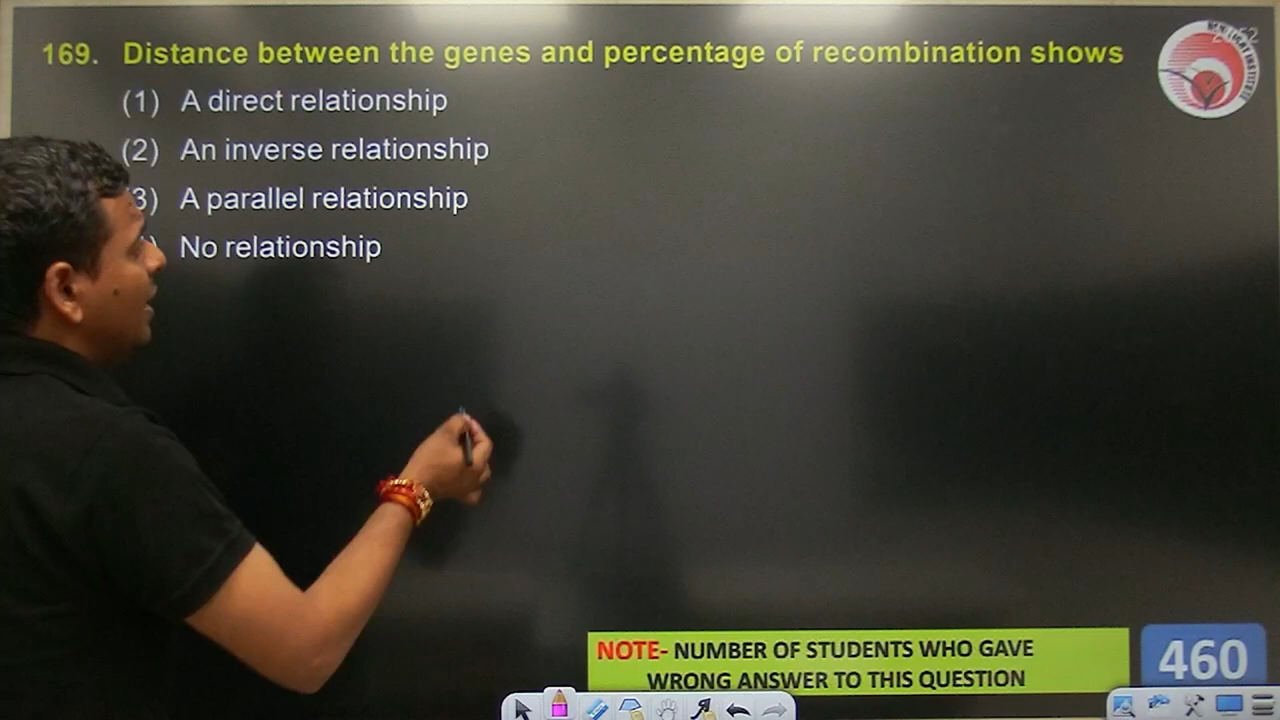 169. Distance between the genes and percentage of recombination shows
(1) A direct relationship
(2) An inverse relationship
3) A parallel relationship
) No relationship
NOTE- NUMBER OF STUDENTS WHO GAVE
WRONG ANSWER TO THIS QUESTION
460